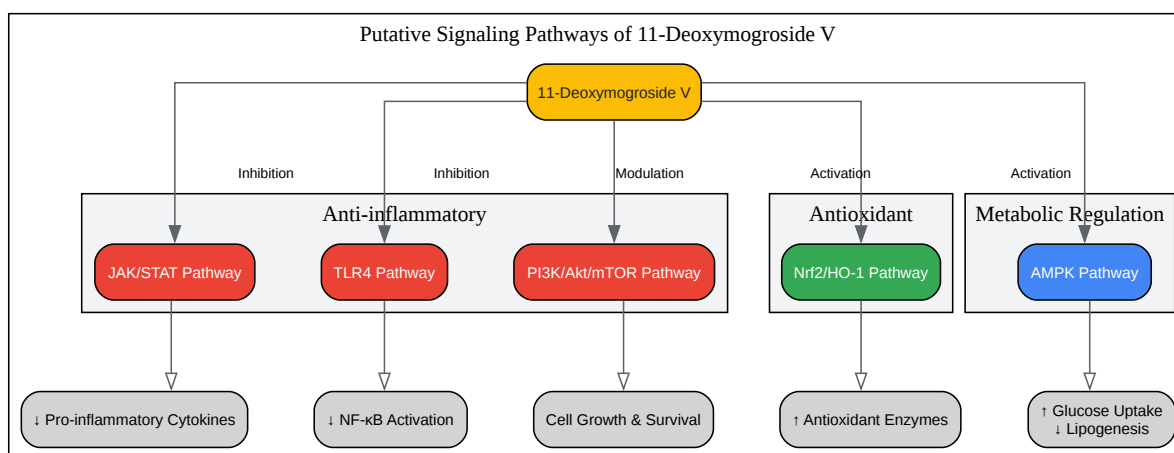 Putative Signaling Pathways of 11-Deoxymogroside V
11-Deoxymogroside V
Inhibition
Inhibition
Modulation
Activation
Activation
Anti-inflammatory
Antioxidant
Metabolic Regulation
JAK/STAT Pathway
TLR4 Pathway
PI3K/Akt/mTOR Pathway
Nrf2/HO-1 Pathway
AMPK Pathway
↓ Pro-inflammatory Cytokines
↓ NF-κB Activation
Cell Growth & Survival
↑ Antioxidant Enzymes
↑ Glucose Uptake
↓ Lipogenesis